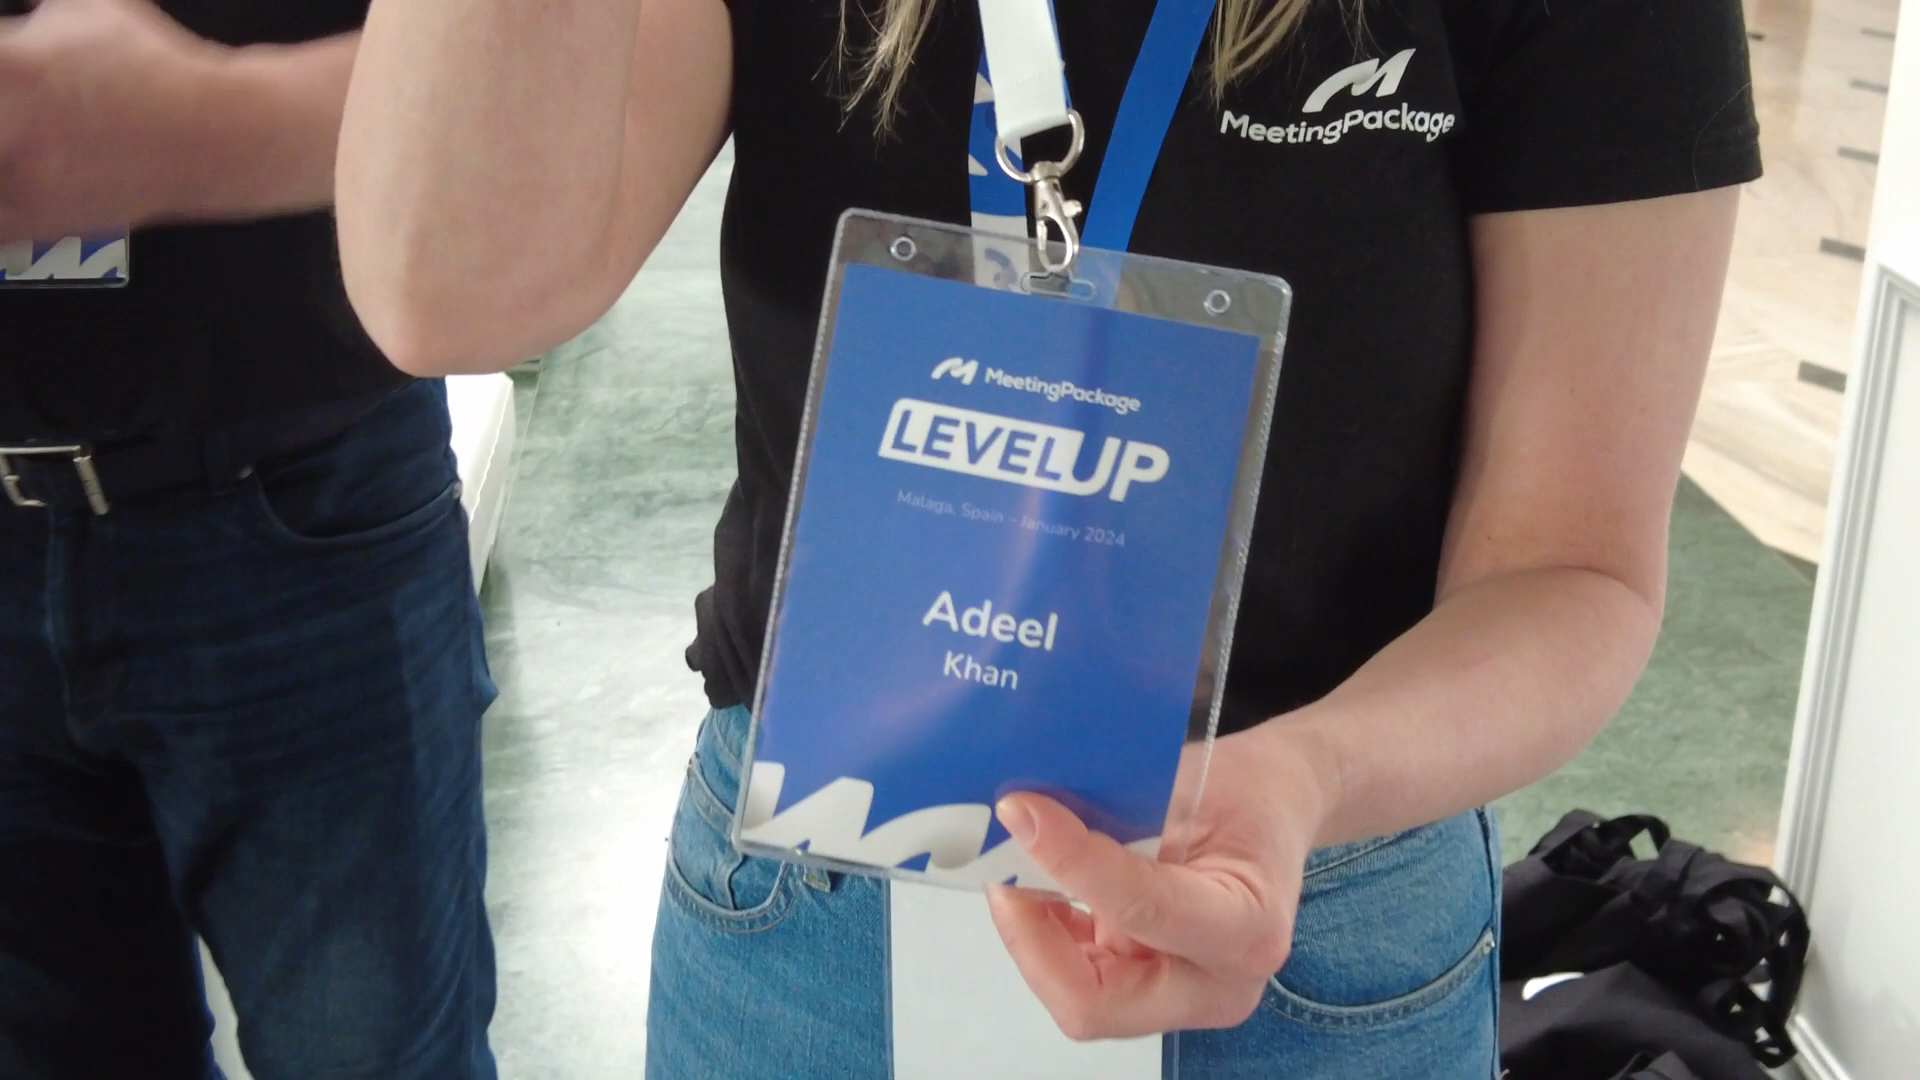 MeetingPackage
MeetingPackage
LEVELUP
Malaga, Spain - January 2024
Adeel
Khan